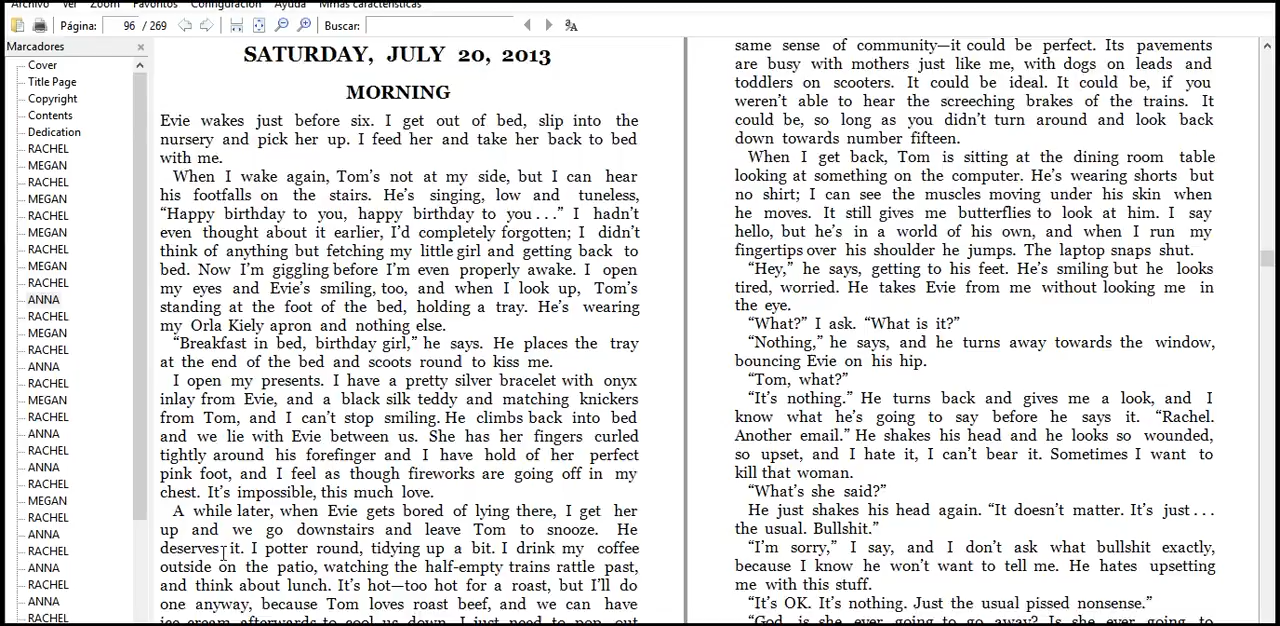 Archivo Ver Zoom Favoritos Configuración Ayuda Mmas características
Página: 96 / 269 Buscar:
Marcadores
Cover
Title Page
Copyright
Contents
Dedication
RACHEL
MEGAN
RACHEL
MEGAN
RACHEL
MEGAN
RACHEL
MEGAN
RACHEL
ANNA
RACHEL
MEGAN
RACHEL
ANNA
RACHEL
MEGAN
RACHEL
ANNA
RACHEL
ANNA
RACHEL
MEGAN
RACHEL
ANNA
RACHEL
ANNA
RACHEL
ANNA
RACHEL
SATURDAY, JULY 20, 2013
MORNING
Evie wakes just before six. I get out of bed, slip into the
nursery and pick her up. I feed her and take her back to bed
with me.
When I wake again, Tom’s not at my side, but I can hear
his footfalls on the stairs. He’s singing, low and tuneless,
“Happy birthday to you, happy birthday to you . . .” I hadn’t
even thought about it earlier, I’d completely forgotten; I didn’t
think of anything but fetching my little girl and getting back to
bed. Now I’m giggling before I’m even properly awake. I open
my eyes and Evie’s smiling, too, and when I look up, Tom’s
standing at the foot of the bed, holding a tray. He’s wearing
my Orla Kiely apron and nothing else.
“Breakfast in bed, birthday girl,” he says. He places the tray
at the end of the bed and scoots round to kiss me.
I open my presents. I have a pretty silver bracelet with onyx
inlay from Evie, and a black silk teddy and matching knickers
from Tom, and I can’t stop smiling. He climbs back into bed
and we lie with Evie between us. She has her fingers curled
tightly around his forefinger and I have hold of her perfect
pink foot, and I feel as though fireworks are going off in my
chest. It’s impossible, this much love.
A while later, when Evie gets bored of lying there, I get her
up and we go downstairs and leave Tom to snooze. He
deserves it. I potter round, tidying up a bit. I drink my coffee
outside on the patio, watching the half-empty trains rattle past,
and think about lunch. It’s hot—too hot for a roast, but I’ll do
one anyway, because Tom loves roast beef, and we can have
ice cream afterwards to cool us down. I just need to pop out
same sense of community—it could be perfect. Its pavements
are busy with mothers just like me, with dogs on leads and
toddlers on scooters. It could be ideal. It could be, if you
weren’t able to hear the screeching brakes of the trains. It
could be, so long as you didn’t turn around and look back
down towards number fifteen.
When I get back, Tom is sitting at the dining room table
looking at something on the computer. He’s wearing shorts but
no shirt; I can see the muscles moving under his skin when
he moves. It still gives me butterflies to look at him. I say
hello, but he’s in a world of his own, and when I run my
fingertips over his shoulder he jumps. The laptop snaps shut.
“Hey,” he says, getting to his feet. He’s smiling but he looks
tired, worried. He takes Evie from me without looking me in
the eye.
“What?” I ask. “What is it?”
“Nothing,” he says, and he turns away towards the window,
bouncing Evie on his hip.
“Tom, what?”
“It’s nothing.” He turns back and gives me a look, and I
know what he’s going to say before he says it. “Rachel.
Another email.” He shakes his head and he looks so wounded,
so upset, and I hate it, I can’t bear it. Sometimes I want to
kill that woman.
“What’s she said?”
He just shakes his head again. “It doesn’t matter. It’s just . . .
the usual. Bullshit.”
“I’m sorry,” I say, and I don’t ask what bullshit exactly,
because I know he won’t want to tell me. He hates upsetting
me with this stuff.
“It’s OK. It’s nothing. Just the usual pissed nonsense.”
“God, is she ever going to go away? Is she ever going to